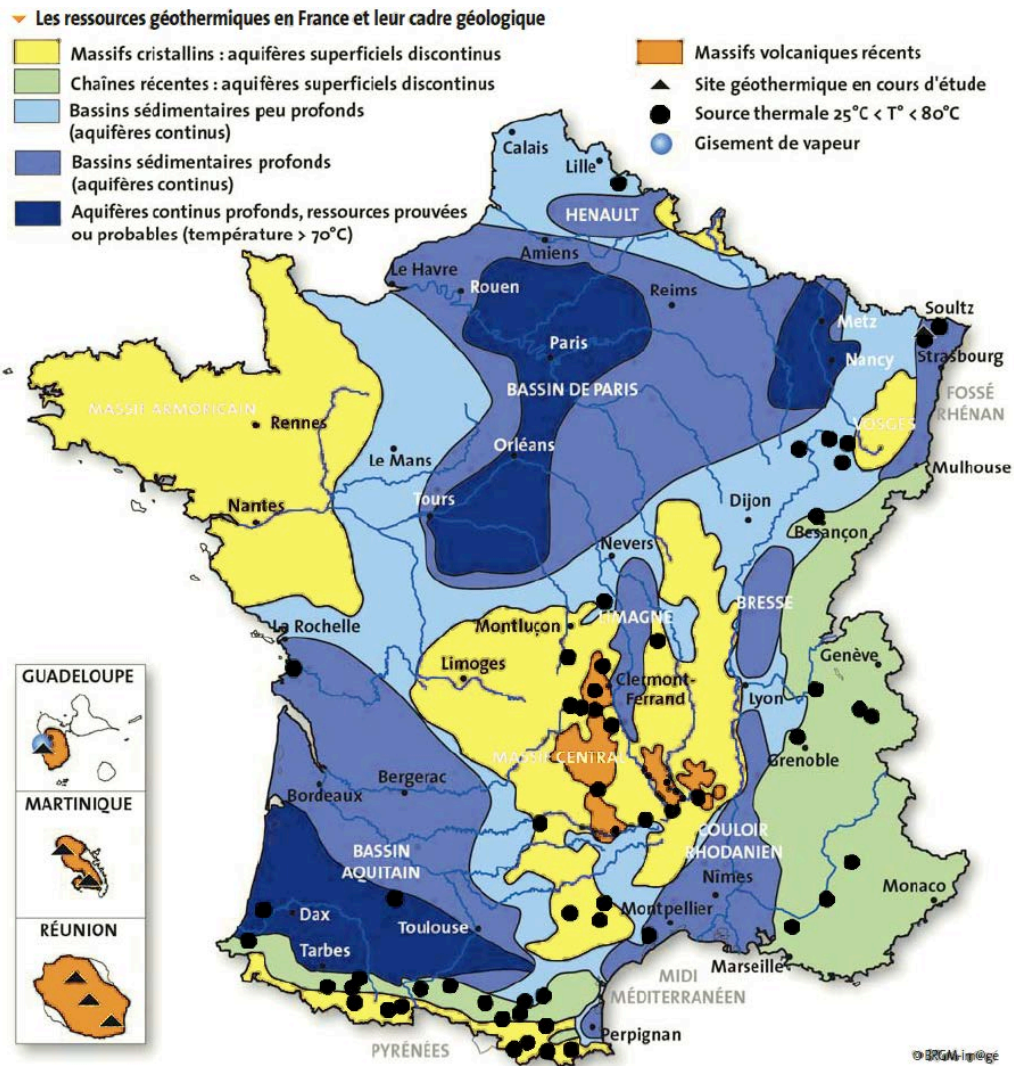 Les ressources géothermiques en France et leur cadre géologique
Massifs cristallins : aquifères superficiels discontinus
Chaînes récentes : aquifères superficiels discontinus
Bassins sédimentaires peu profonds
(aquifères continus)
Bassins sédimentaires profonds
(aquifères continus)
Aquifères continus profonds, ressources prouvées
ou probables (température > 70°C)
Massifs volcaniques récents
Site géothermique en cours d'étude
Source thermale 25°C < T° < 80°C
Gisement de vapeur
Calais
Lille
HENAULT
Amiens
Le Havre
Rouen
Reims
Metz
Soultz
Paris
Nancy
Strasbourg
BASSIN DE PARIS
FOSSÉ
RHÉNAN
MASSIF ARMORICAIN
Rennes
VOSGES
Orléans
Le Mans
Mulhouse
Tours
Dijon
Nantes
Besançon
Nevers
BRESSE
LIMAGNE
La Rochelle
Montluçon
Limoges
Genève
Clermont-
Ferrand
Lyon
GUADELOUPE
MASSIF CENTRAL
Grenoble
Bergerac
Bordeaux
MARTINIQUE
COULOIR
RHODANIEN
BASSIN
AQUITAIN
Nîmes
Monaco
Dax
Montpellier
Toulouse
RÉUNION
Tarbes
Marseille
MIDI
MÉDITERRANÉEN
Perpignan
PYRÉNÉES